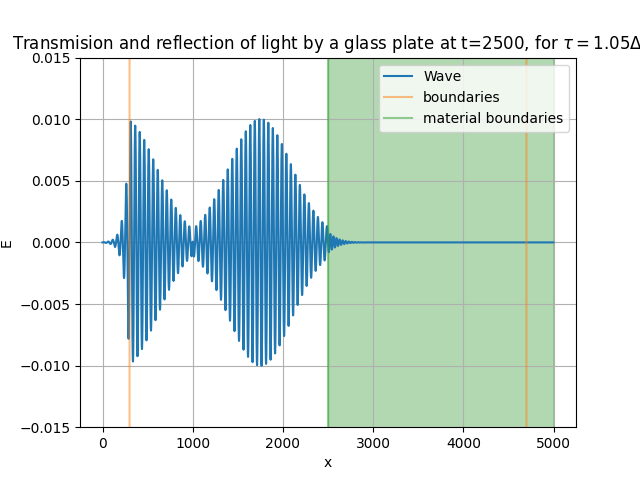 Transmision and reflection of light by a glass plate at t=2500, for τ = 1.05Δ
0.015
0.010
0.005
0.000
−0.005
−0.010
−0.015
E
Wave
boundaries
material boundaries
0 1000 2000 3000 4000 5000
x